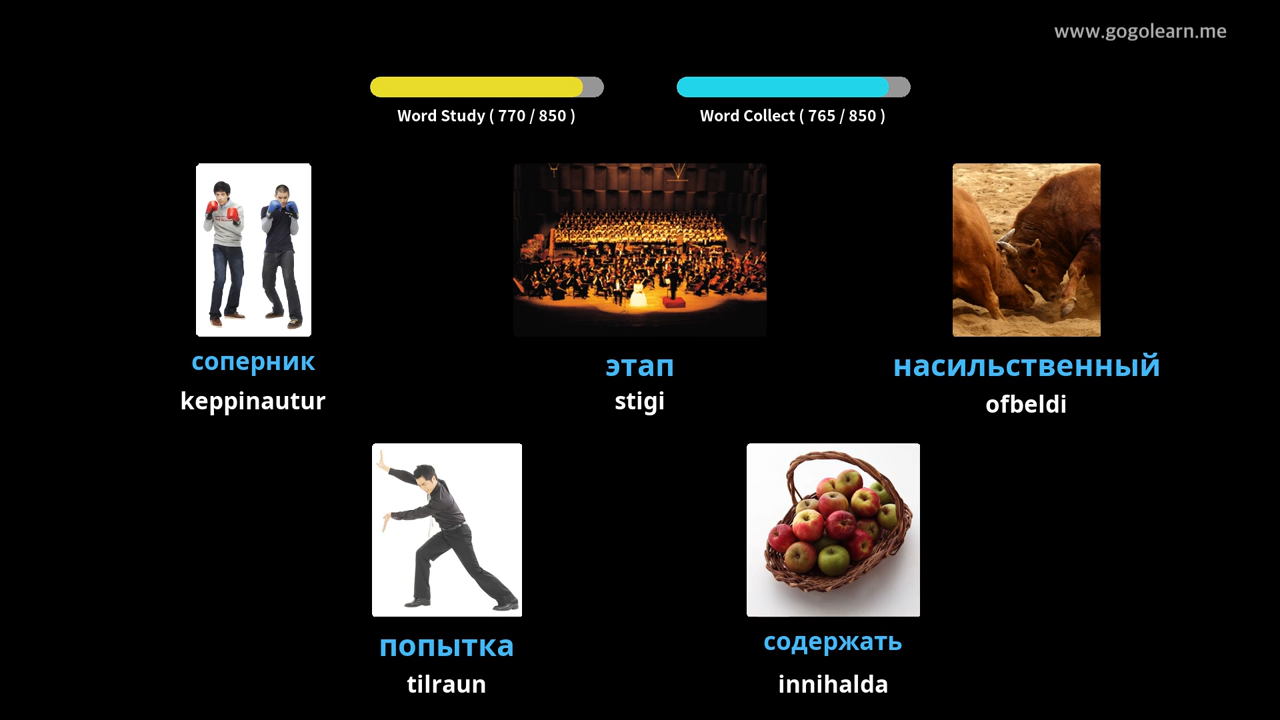 www.gogolearn.me
Word Study ( 770 / 850 )
Word Collect ( 765 / 850 )
соперник
keppinautur
этап
stigi
насильственный
ofbeldi
попытка
tilraun
содержать
innihalda